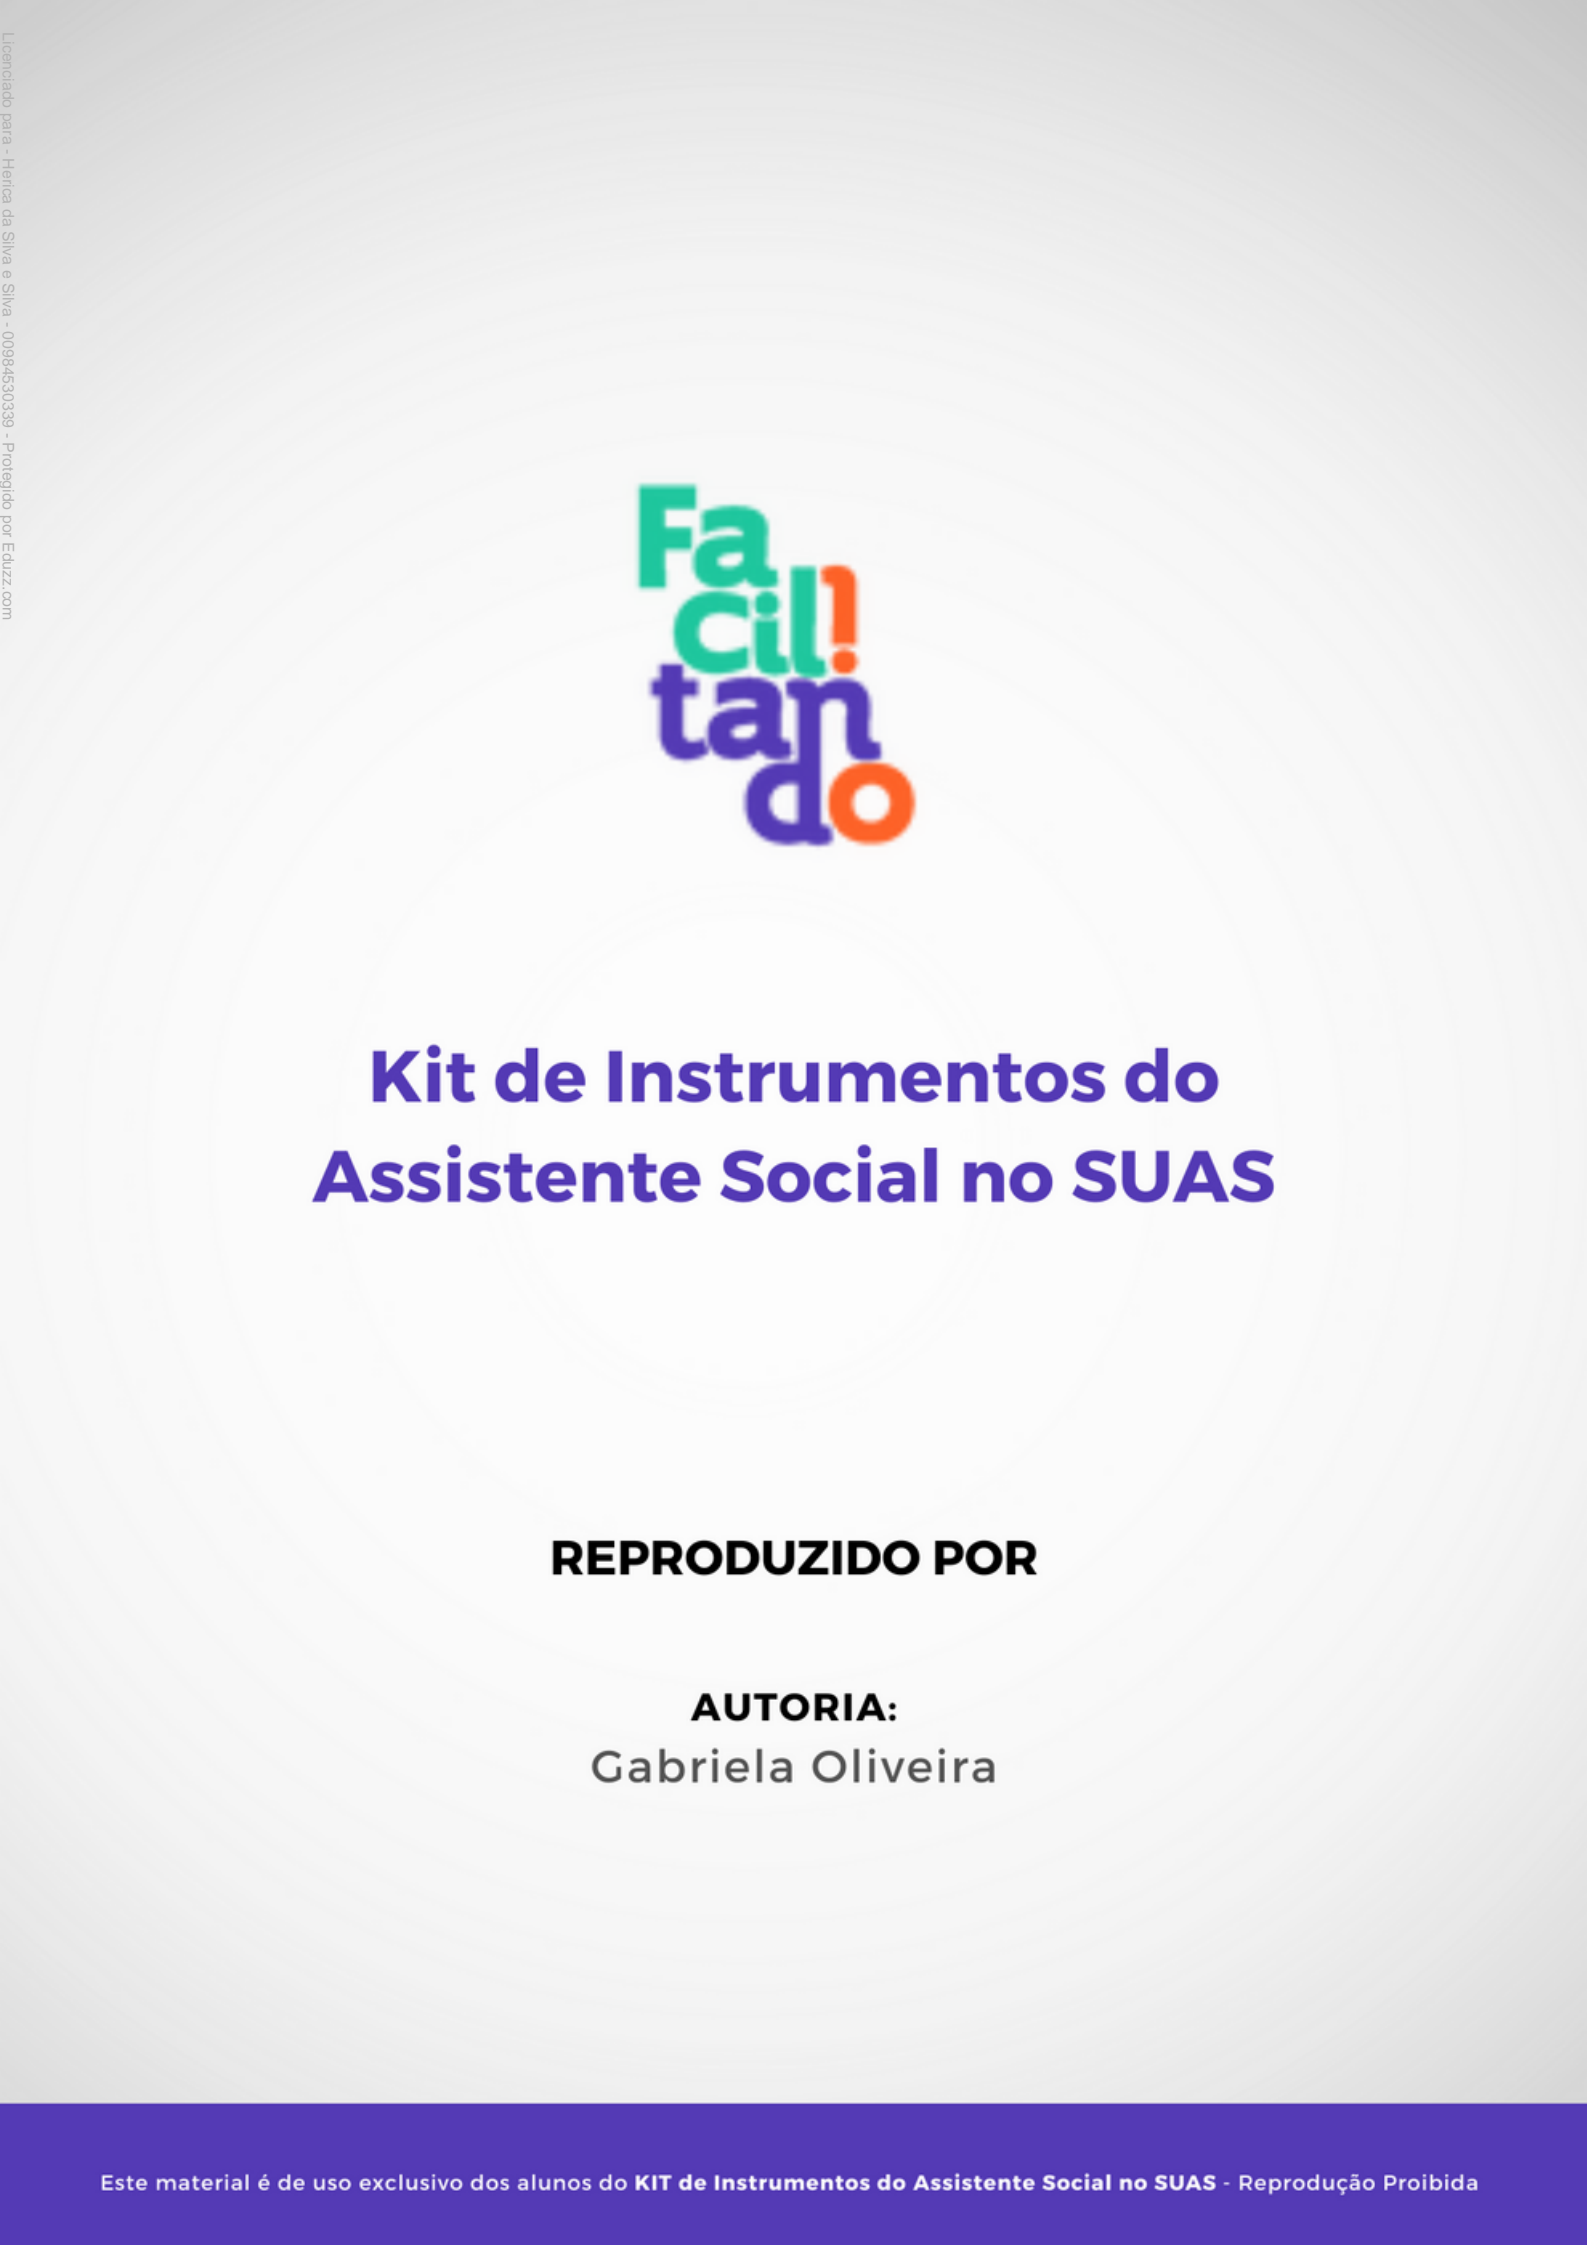 Licenciado para - Herica da Silva e Silva - 00984530339 - Protegido por Eduzz.com
Fa
cil!
tan
do
Kit de Instrumentos do
Assistente Social no SUAS
REPRODUZIDO POR
AUTORIA:
Gabriela Oliveira
Este material é de uso exclusivo dos alunos do KIT de Instrumentos do Assistente Social no SUAS - Reprodução Proibida